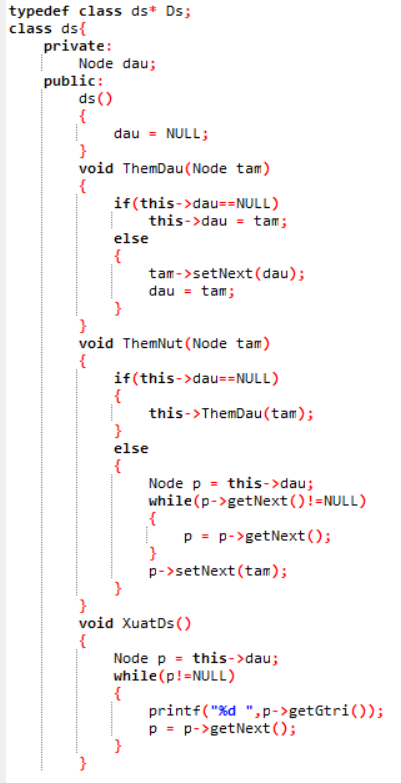 typedef class ds* Ds;
class ds{
    private:
        Node dau;
    public:
        ds()
        {
            dau = NULL;
        }
        void ThemDau(Node tam)
        {
            if(this->dau==NULL)
                this->dau = tam;
            else
            {
                tam->setNext(dau);
                dau = tam;
            }
        }
        void ThemNut(Node tam)
        {
            if(this->dau==NULL)
            {
                this->ThemDau(tam);
            }
            else
            {
                Node p = this->dau;
                while(p->getNext()!=NULL)
                {
                    p = p->getNext();
                }
                p->setNext(tam);
            }
        }
        void XuatDs()
        {
            Node p = this->dau;
            while(p!=NULL)
            {
                printf("%d ",p->getGtri());
                p = p->getNext();
            }
        }